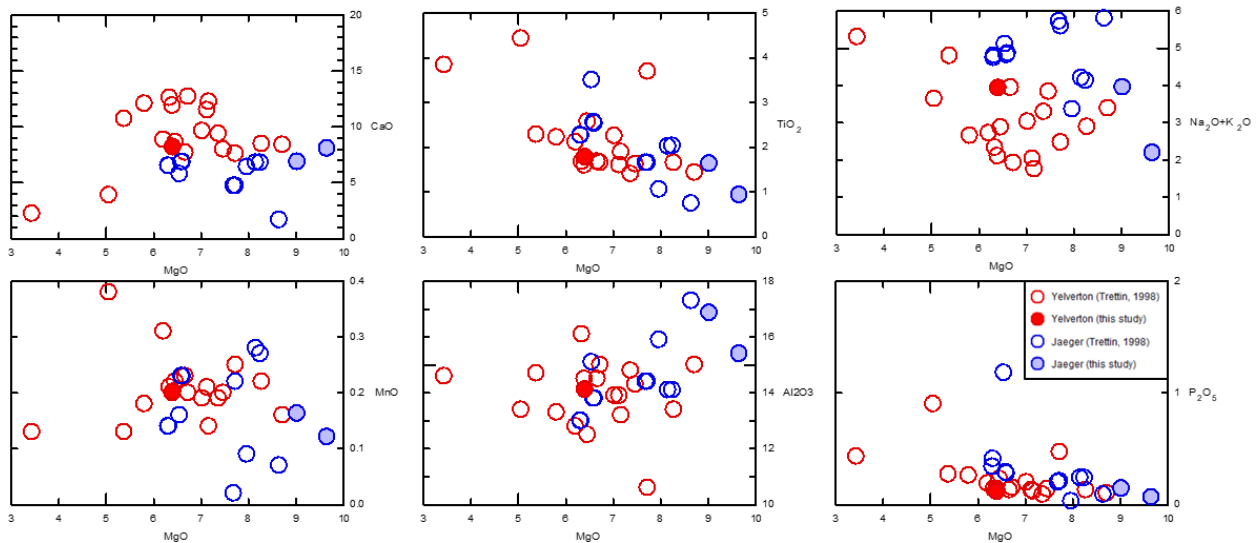 20
15
10
5
0
CaO
3 4 5 6 7 8 9 10
MgO
5
4
3
2
1
0
TiO2
3 4 5 6 7 8 9 10
MgO
6
5
4
3
2
1
0
Na2O+K2O
3 4 5 6 7 8 9 10
MgO
0.4
0.3
0.2
0.1
0.0
MnO
3 4 5 6 7 8 9 10
MgO
18
16
14
12
10
Al2O3
3 4 5 6 7 8 9 10
MgO
2
1
0
P2O5
Yelverton (Trettin, 1998)
Yelverton (this study)
Jaeger (Trettin, 1998)
Jaeger (this study)
3 4 5 6 7 8 9 10
MgO